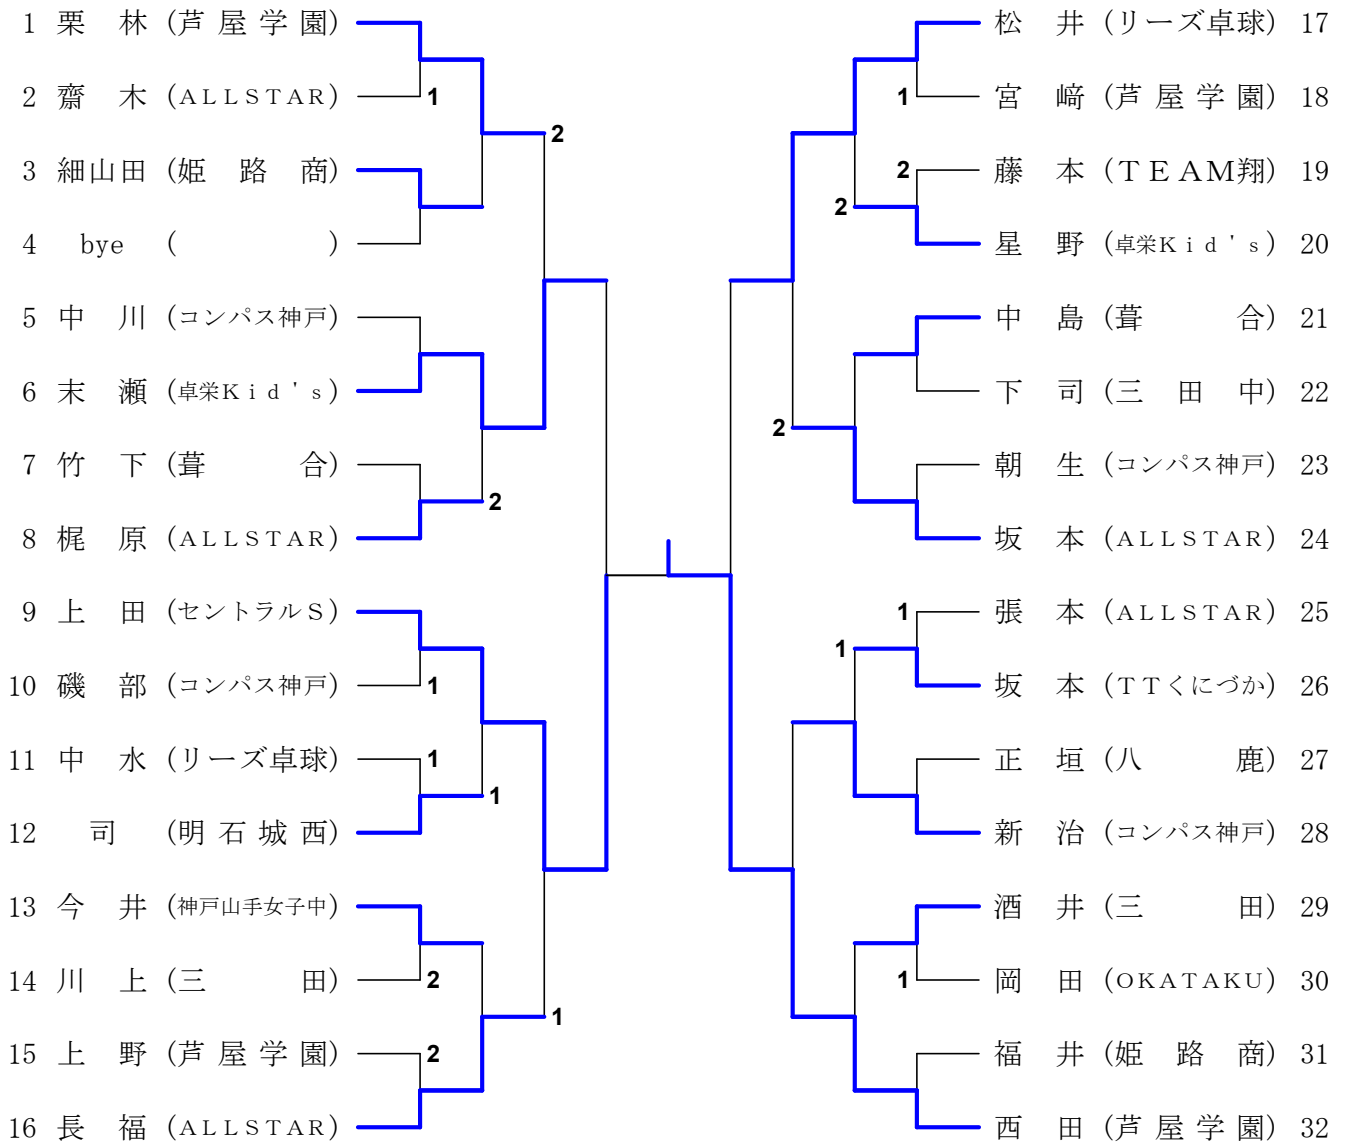 1 栗 林 (芦屋学園)
2 齋 木 (ALLSTAR) 1
2
3 細山田 (姫 路 商)
4 bye ( )
5 中 川 (コンパス神戸)
6 末 瀬 (卓栄Kid's)
7 竹 下 (葺 合)
2
8 梶 原 (ALLSTAR)
9 上 田 (セントラルS)
10 磯 部 (コンパス神戸) 1
11 中 水 (リーズ卓球) 1
1
12 司 (明石城西)
13 今 井 (神戸山手女子中)
14 川 上 (三 田) 2
1
15 上 野 (芦屋学園) 2
16 長 福 (ALLSTAR)
松 井 (リーズ卓球) 17
1 宮 﨑 (芦屋学園) 18
2 藤 本 (TEAM翔) 19
2
星 野 (卓栄Kid's) 20
中 島 (葺 合) 21
下 司 (三 田 中) 22
2
朝 生 (コンパス神戸) 23
坂 本 (ALLSTAR) 24
1 張 本 (ALLSTAR) 25
1
坂 本 (TTくにづか) 26
正 垣 (八 鹿) 27
新 治 (コンパス神戸) 28
酒 井 (三 田) 29
1 岡 田 (OKATAKU) 30
福 井 (姫 路 商) 31
西 田 (芦屋学園) 32